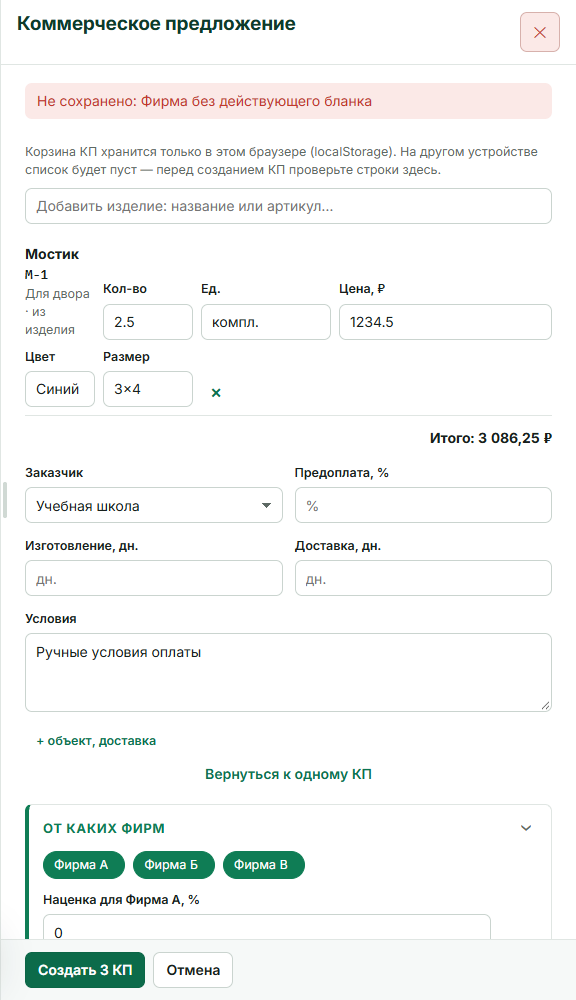 Коммерческое предложение
Не сохранено: Фирма без действующего бланка
Корзина КП хранится только в этом браузере (localStorage). На другом устройстве
список будет пуст — перед созданием КП проверьте строки здесь.
Добавить изделие: название или артикул...
Мостик
М-1
Для двора
· из
изделия
Кол-во
Ед.
Цена, ₽
2.5
компл.
1234.5
Цвет
Размер
Синий
3×4
×
Итого: 3 086,25 ₽
Заказчик
Предоплата, %
Учебная школа
%
Изготовление, дн.
Доставка, дн.
дн.
дн.
Условия
Ручные условия оплаты
+ объект, доставка
Вернуться к одному КП
ОТ КАКИХ ФИРМ
Фирма А
Фирма Б
Фирма В
Наценка для Фирма А, %
0
Создать 3 КП
Отмена